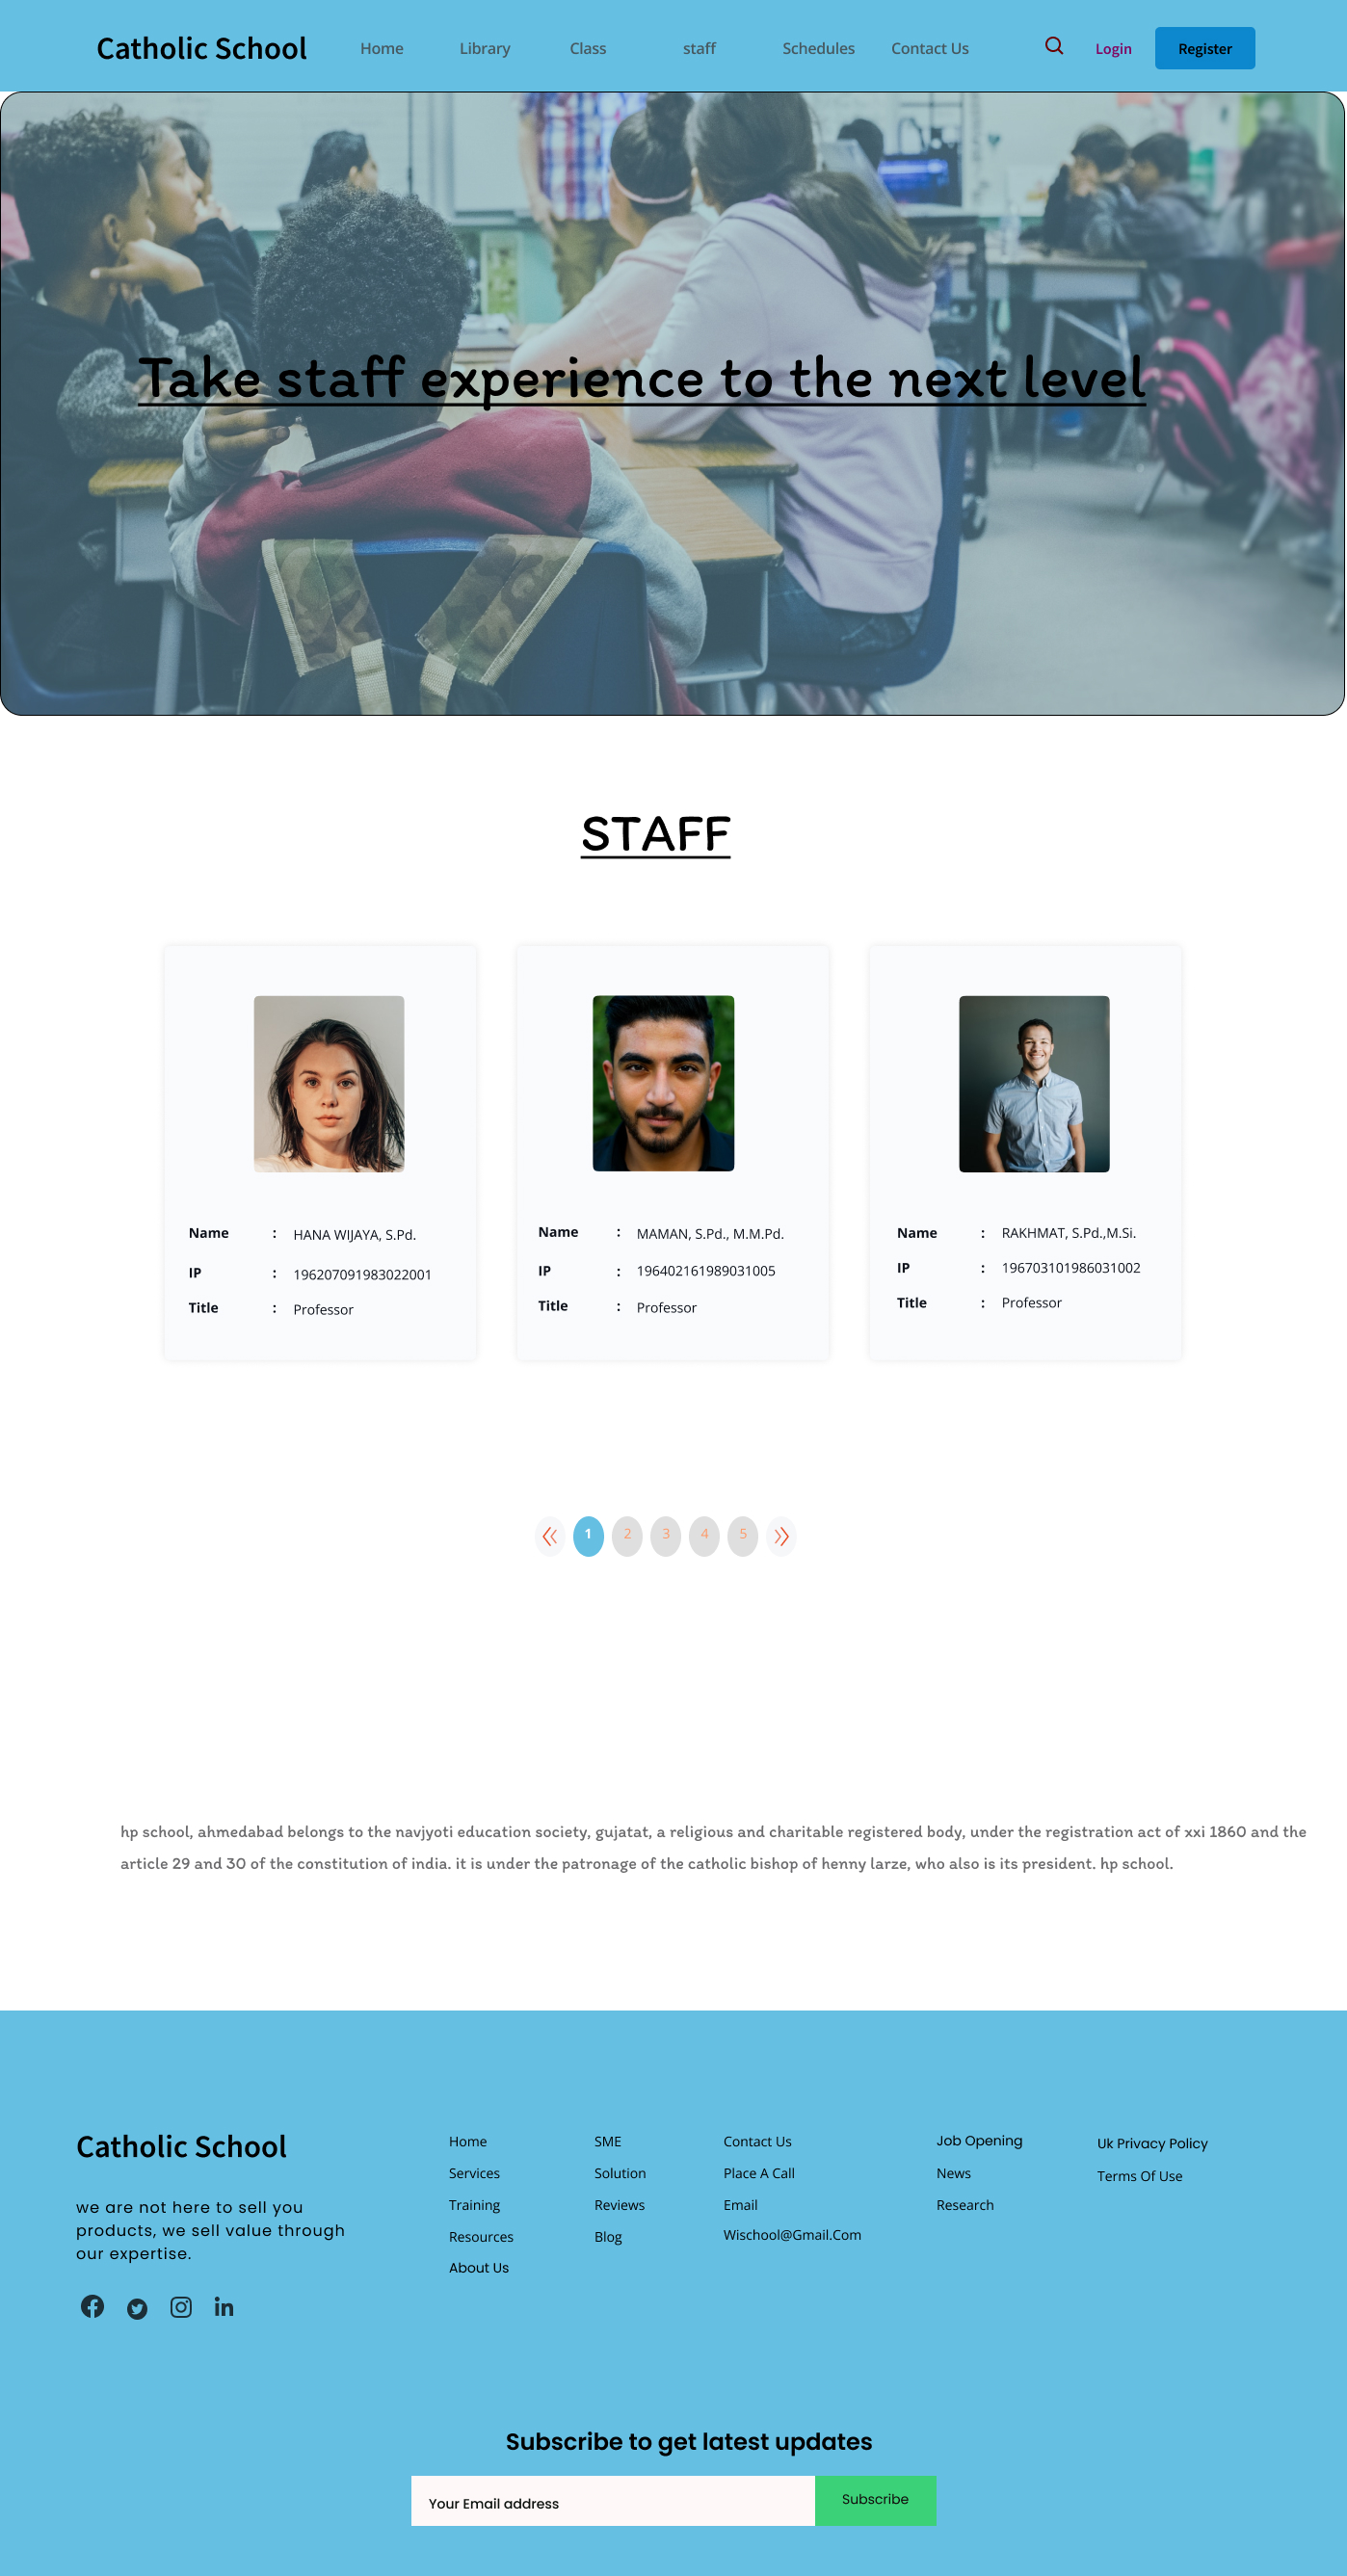 Catholic School
Home
Library
Class
staff
Schedules
Contact Us
Login
Register
Take staff experience to the next level
STAFF
Name : HANA WIJAYA, S.Pd.
IP : 196207091983022001
Title : Professor
Name : MAMAN, S.Pd., M.M.Pd.
IP : 196402161989031005
Title : Professor
Name : RAKHMAT, S.Pd.,M.Si.
IP : 196703101986031002
Title : Professor
1 2 3 4 5
hp school, ahmedabad belongs to the navjyoti education society, gujatat, a religious and charitable registered body, under the registration act of xxi 1860 and the
article 29 and 30 of the constitution of india. it is under the patronage of the catholic bishop of henny larze, who also is its president. hp school.
Catholic School
we are not here to sell you
products, we sell value through
our expertise.
Home
Services
Training
Resources
About Us
SME
Solution
Reviews
Blog
Contact Us
Place A Call
Email
Wischool@Gmail.Com
Job Opening
News
Research
Uk Privacy Policy
Terms Of Use
Subscribe to get latest updates
Your Email address
Subscribe